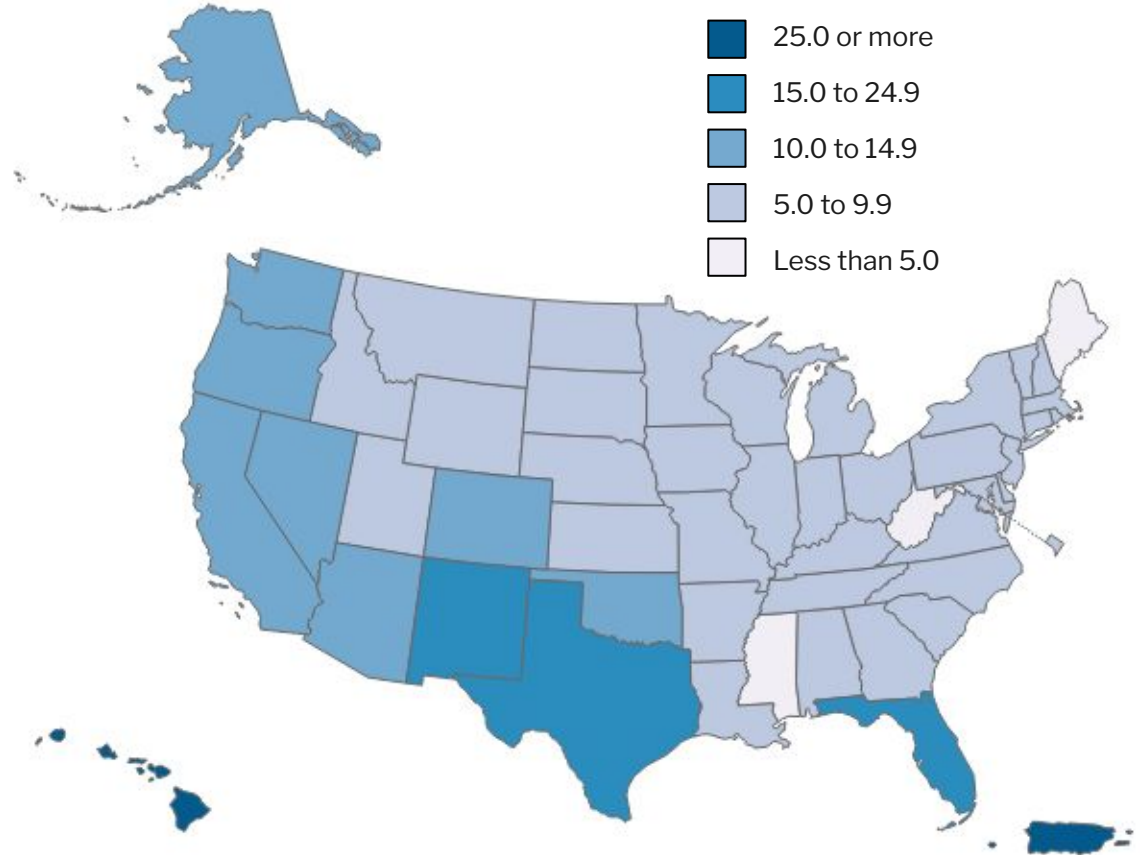 25.0 or more
15.0 to 24.9
10.0 to 14.9
5.0 to 9.9
Less than 5.0